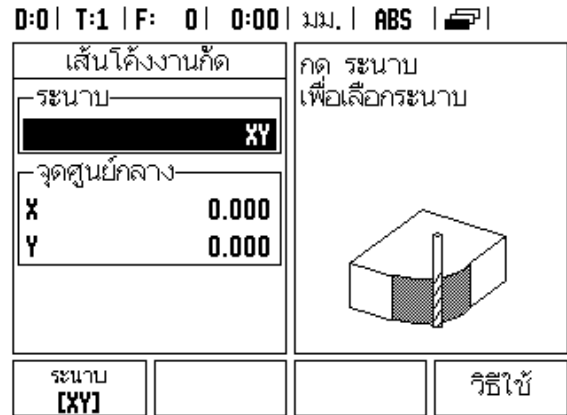 D:0 | T:1 | F: 0 | 0:00 | มม. | ABS
เส้นโค้งงานกัด
ระนาบ
XY
จุดศูนย์กลาง
X 0.000
Y 0.000
กด ระนาบ
เพื่อเลือกระนาบ
ระนาบ
[XY]
วิธีใช้